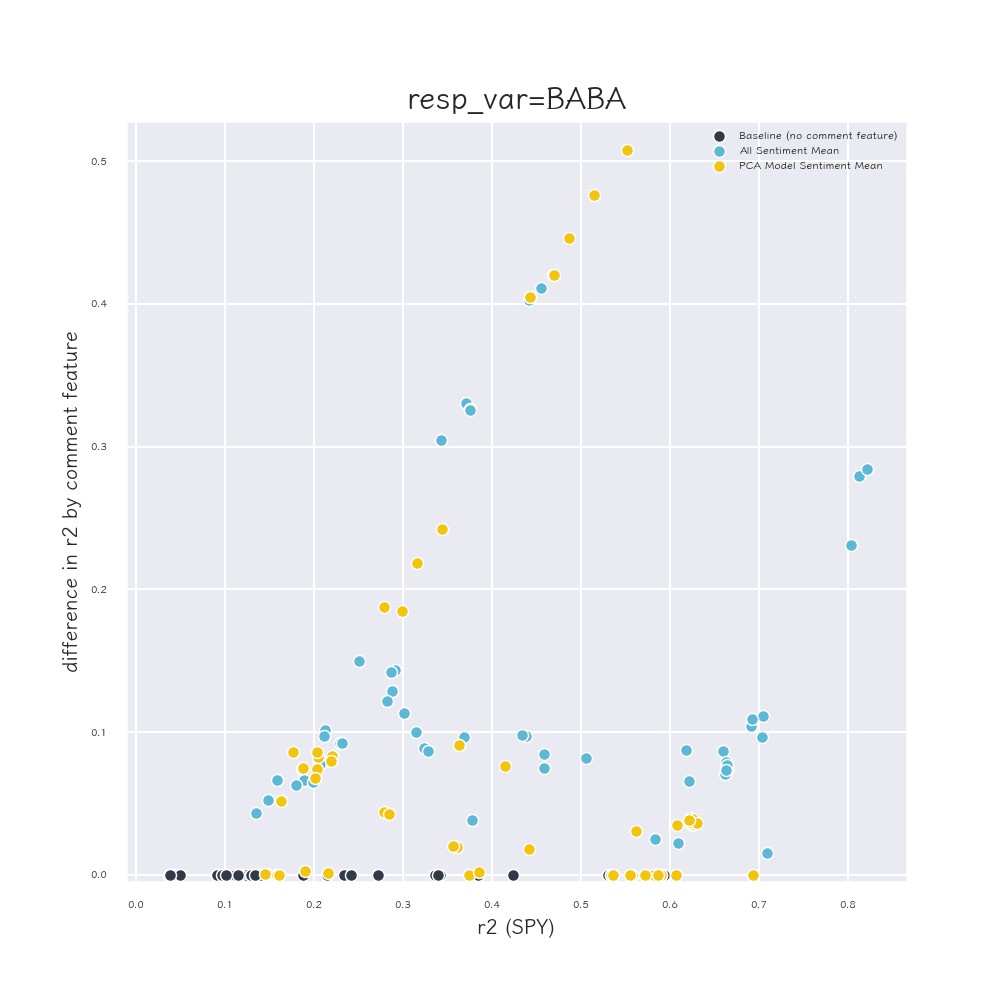 resp_var=BABA
Baseline (no comment feature)
All Sentiment Mean
PCA Model Sentiment Mean
difference in r2 by comment feature
0.5
0.4
0.3
0.2
0.1
0.0
0.0 0.1 0.2 0.3 0.4 0.5 0.6 0.7 0.8
r2 (SPY)